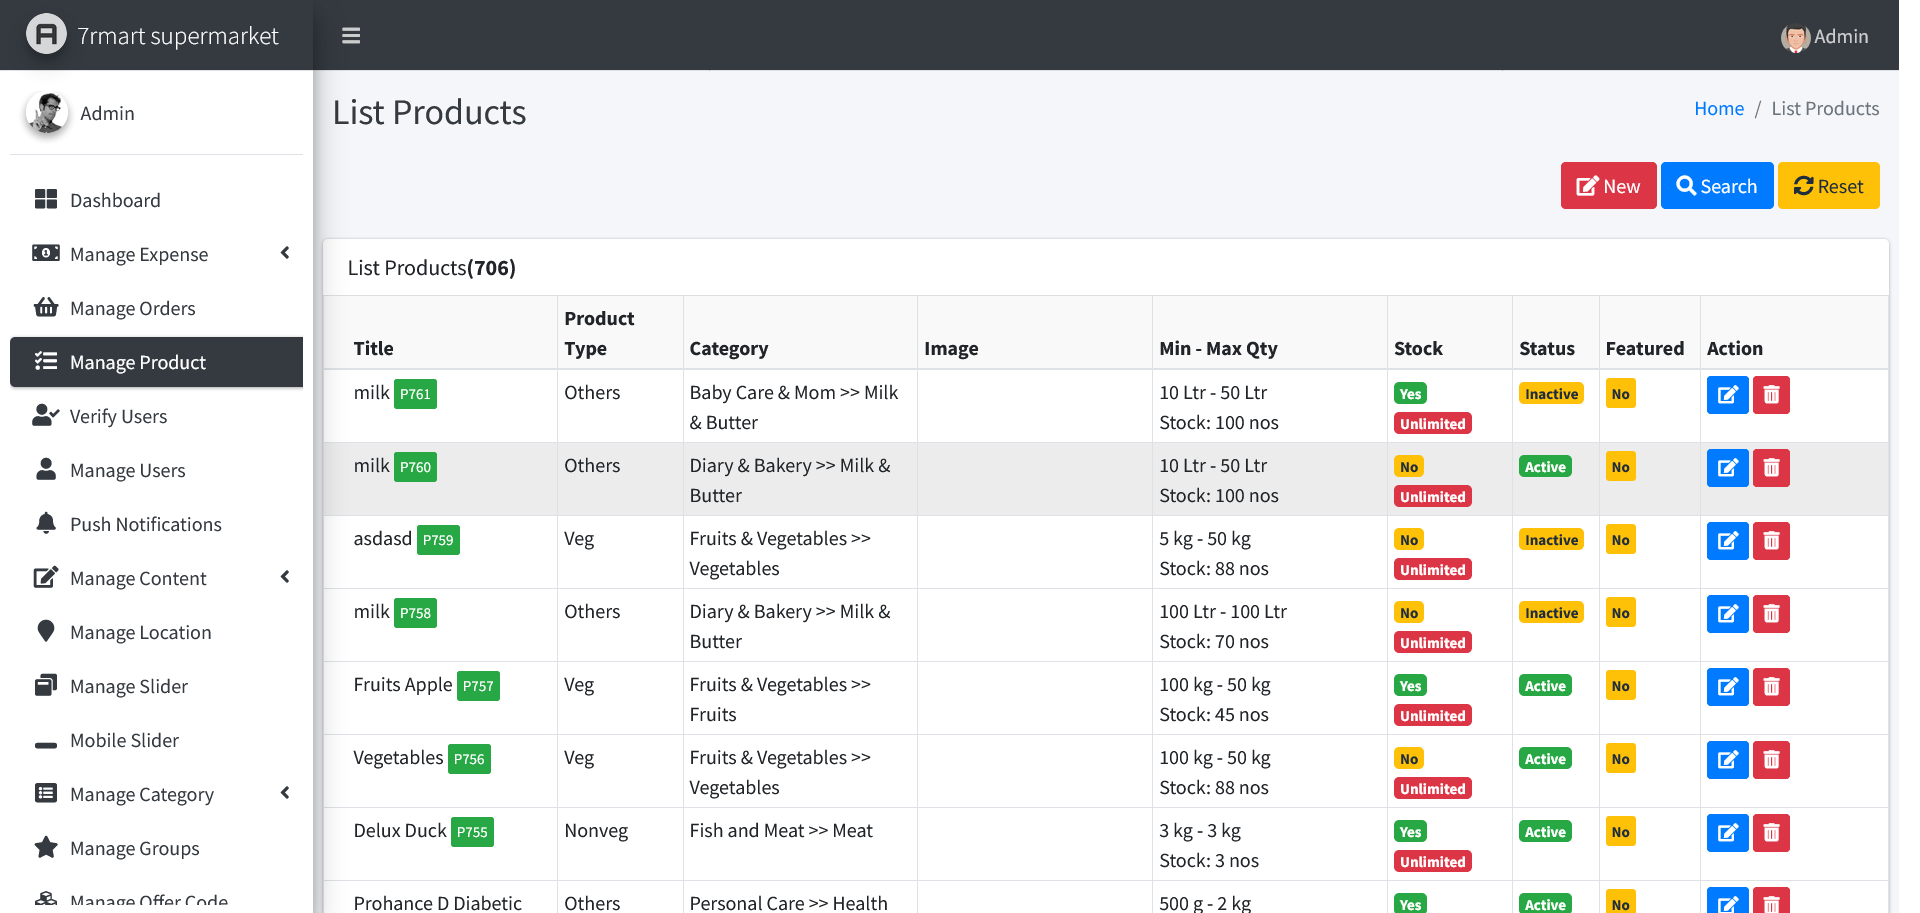 7rmart supermarket
Admin
Admin
Dashboard
Manage Expense
Manage Orders
Manage Product
Verify Users
Manage Users
Push Notifications
Manage Content
Manage Location
Manage Slider
Mobile Slider
Manage Category
Manage Groups
Manage Offer Code
List Products
Home / List Products
New Search Reset
List Products(706)
Title Product Type Category Image Min - Max Qty Stock Status Featured Action
milk P761 Others Baby Care & Mom >> Milk 10 Ltr - 50 Ltr Yes Inactive No
& Butter Stock: 100 nos Unlimited
milk P760 Others Diary & Bakery >> Milk & 10 Ltr - 50 Ltr No Active No
Butter Stock: 100 nos Unlimited
asdasd P759 Veg Fruits & Vegetables >> 5 kg - 50 kg No Inactive No
Vegetables Stock: 88 nos Unlimited
milk P758 Others Diary & Bakery >> Milk & 100 Ltr - 100 Ltr No Inactive No
Butter Stock: 70 nos Unlimited
Fruits Apple P757 Veg Fruits & Vegetables >> 100 kg - 50 kg Yes Active No
Fruits Stock: 45 nos Unlimited
Vegetables P756 Veg Fruits & Vegetables >> 100 kg - 50 kg No Active No
Vegetables Stock: 88 nos Unlimited
Delux Duck P755 Nonveg Fish and Meat >> Meat 3 kg - 3 kg Yes Active No
Stock: 3 nos Unlimited
Prohance D Diabetic Others Personal Care >> Health 500 g - 2 kg Yes Active No